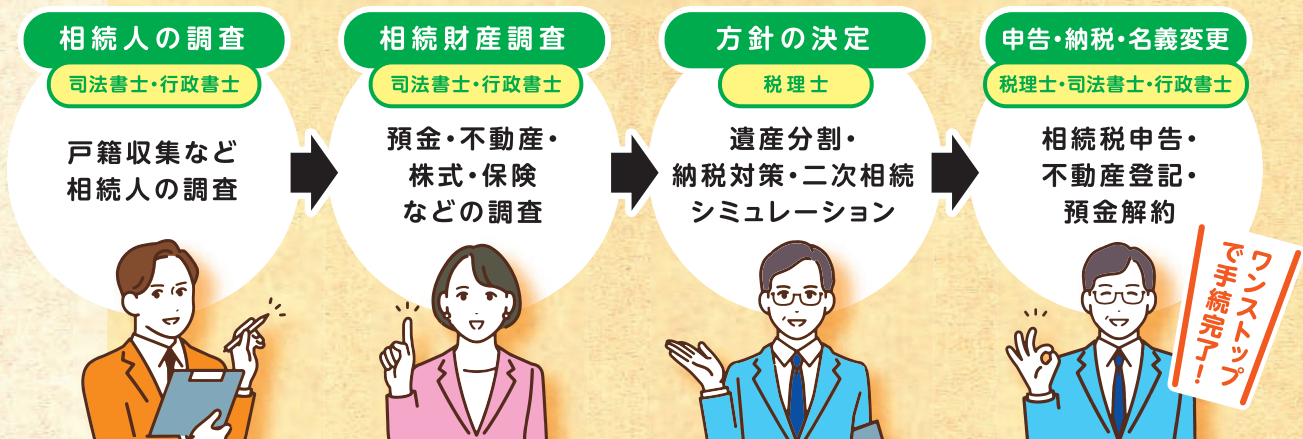 相続人の調査
司法書士・行政書士
戸籍収集など
相続人の調査
相続財産調査
司法書士・行政書士
預金・不動産・
株式・保険
などの調査
方針の決定
税理士
遺産分割・
納税対策・二次相続
シミュレーション
申告・納税・名義変更
税理士・司法書士・行政書士
相続税申告・
不動産登記・
預金解約
ワンストップ
で手続完了！